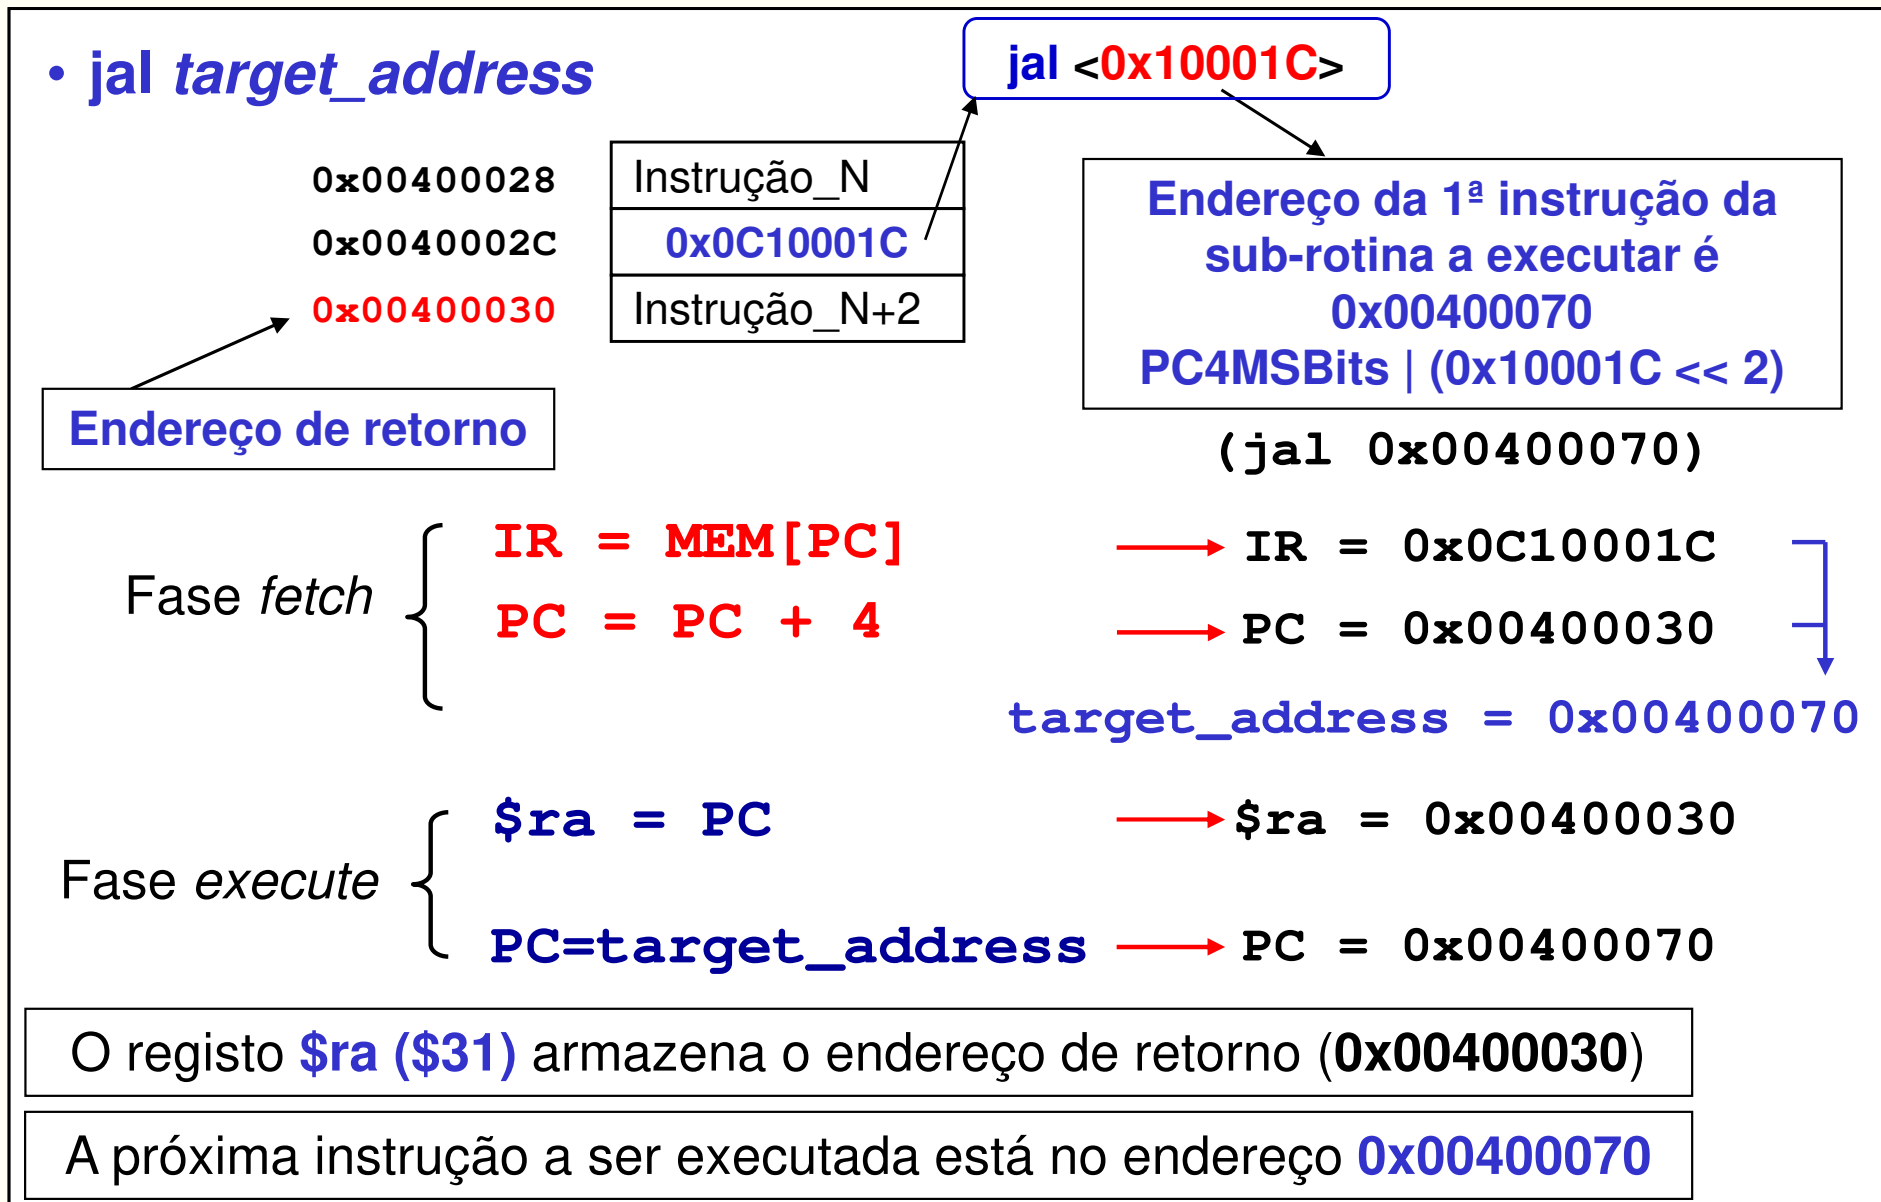 • jal target_address
jal <0x10001C>
0x00400028 Instrução_N
0x0040002C 0x0C10001C
0x00400030 Instrução_N+2
Endereço de retorno
Endereço da 1ª instrução da
sub-rotina a executar é
0x00400070
PC4MSBits | (0x10001C << 2)
(jal 0x00400070)
Fase fetch
IR = MEM[PC]
IR = 0x0C10001C
PC = PC + 4
PC = 0x00400030
target_address = 0x00400070
Fase execute
$ra = PC
$ra = 0x00400030
PC=target_address
PC = 0x00400070
O registo $ra ($31) armazena o endereço de retorno (0x00400030)
A próxima instrução a ser executada está no endereço 0x00400070